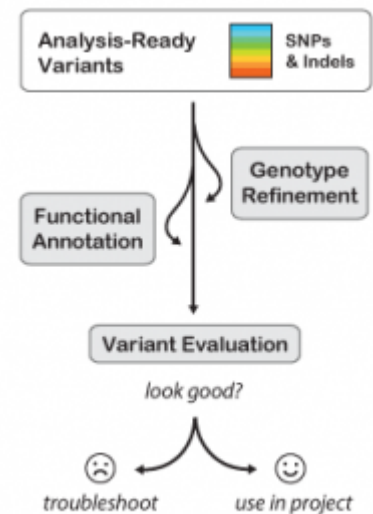 Analysis-Ready
Variants
SNPs
& Indels
Genotype
Refinement
Functional
Annotation
Variant Evaluation
look good?
troubleshoot
use in project